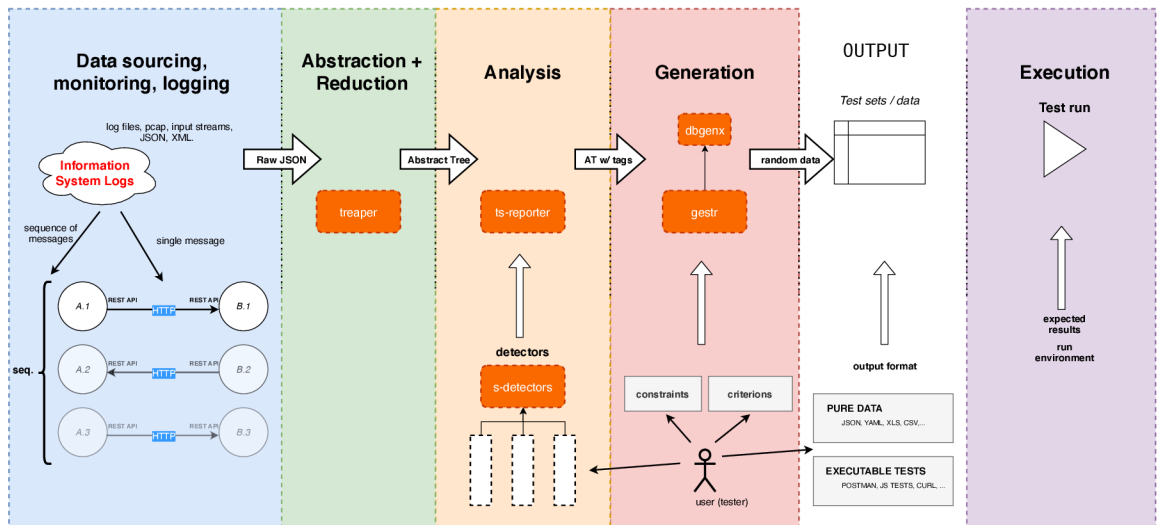 Data sourcing,
monitoring, logging
log files, pcap, input streams,
JSON, XML.
Information
System Logs
sequence of
messages
single message
seq.
A.1
REST API
HTTP
REST API
B.1
A.2
REST API
HTTP
REST API
B.2
A.3
REST API
HTTP
REST API
B.3
Raw JSON
Abstraction +
Reduction
treaper
Abstract Tree
Analysis
ts-reporter
detectors
s-detectors
AT w/ tags
Generation
dbgenx
gestr
constraints
criterions
user (tester)
random data
OUTPUT
Test sets / data
output format
PURE DATA
JSON, YAML, XLS, CSV,...
EXECUTABLE TESTS
POSTMAN, JS TESTS, CURL, ...
Execution
Test run
expected
results
run
environment